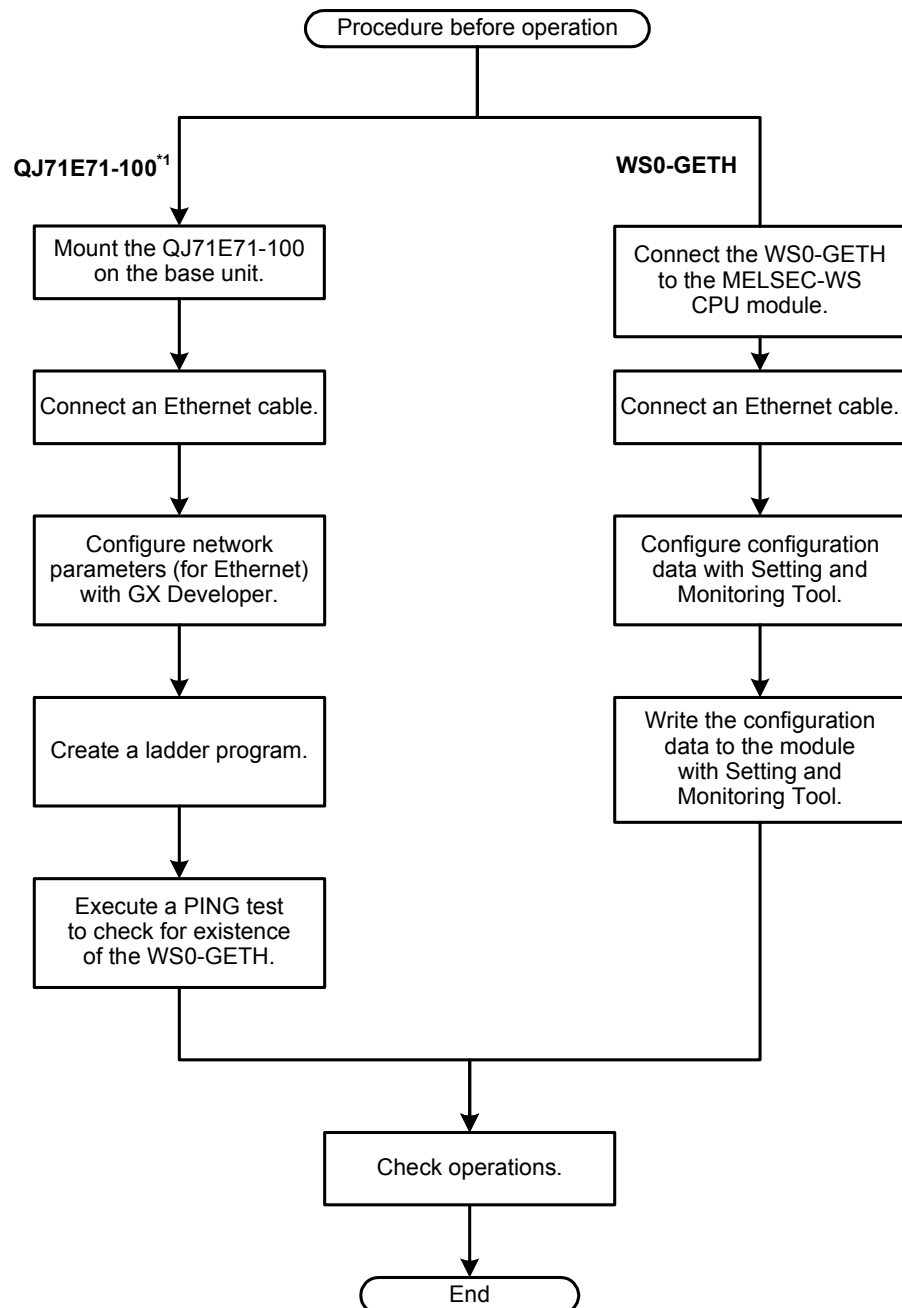 Procedure before operation
QJ71E71-100*1
Mount the QJ71E71-100
on the base unit.
Connect an Ethernet cable.
Configure network
parameters (for Ethernet)
with GX Developer.
Create a ladder program.
Execute a PING test
to check for existence
of the WS0-GETH.
WS0-GETH
Connect the WS0-GETH
to the MELSEC-WS
CPU module.
Connect an Ethernet cable.
Configure configuration
data with Setting and
Monitoring Tool.
Write the configuration
data to the module
with Setting and
Monitoring Tool.
Check operations.
End